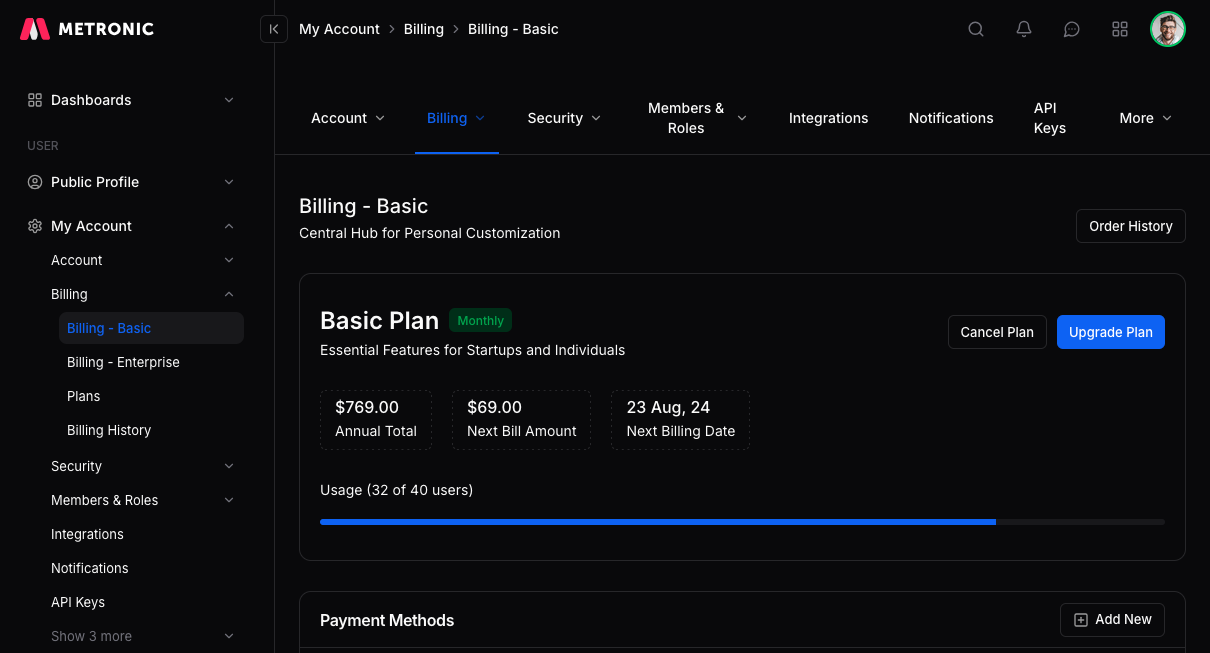 METRONIC
My Account > Billing > Billing - Basic
Dashboards
USER
Public Profile
My Account
Account
Billing
Billing - Basic
Billing - Enterprise
Plans
Billing History
Security
Members & Roles
Integrations
Notifications
API Keys
Show 3 more
Account
Billing
Security
Members &
Roles
Integrations
Notifications
API
Keys
More
Billing - Basic
Central Hub for Personal Customization
Order History
Basic Plan Monthly
Essential Features for Startups and Individuals
Cancel Plan
Upgrade Plan
$769.00
Annual Total
$69.00
Next Bill Amount
23 Aug, 24
Next Billing Date
Usage (32 of 40 users)
Payment Methods
Add New